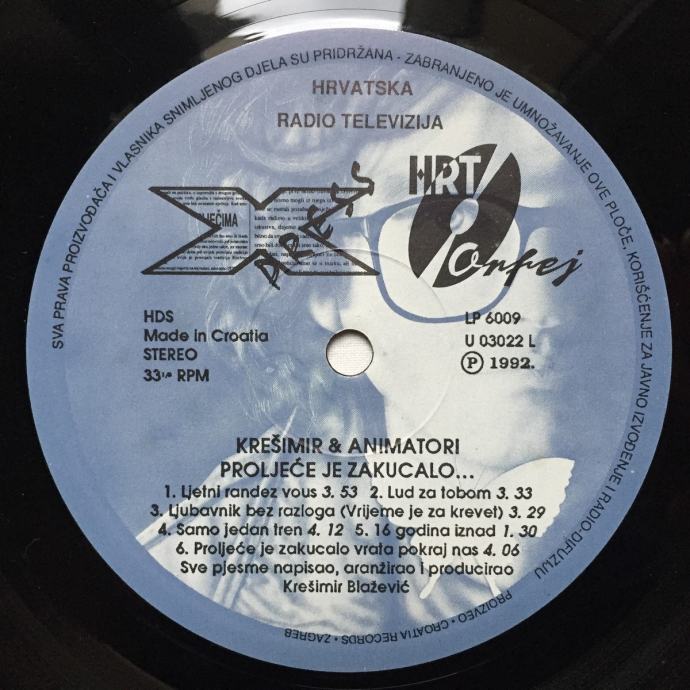 SVA PRAVA PROIZVOĐAČA I VLASNIKA SNIMLJENOG DJELA SU PRIDRŽANA - ZABRANJENO JE UMNOŽAVANJE OVE PLOČE, KORIŠĆENJE ZA JAVNO IZVOĐENJE I RADIO-DIFUZIJU
HRVATSKA
RADIO TELEVIZIJA
X PRESS
VJEČIMA
HRT
Orfej
HDS
Made in Croatia
STEREO
33 RPM
LP 6009
U 03022 L
Ⓟ 1992.
KREŠIMIR & ANIMATORI
PROLJEĆE JE ZAKUCALO...
1. Ljetni randez vous 3. 53 2. Lud za tobom 3. 33
3. Ljubavnik bez razloga (Vrijeme je za krevet) 3. 29
4. Samo jedan tren 4. 12 5. 16 godina iznad 1. 30
6. Proljeće je zakucalo vrata pokraj nas 4. 06
Sve pjesme napisao, aranžirao i producirao
Krešimir Blažević
PROIZVEO - CROATIA RECORDS - ZAGREB